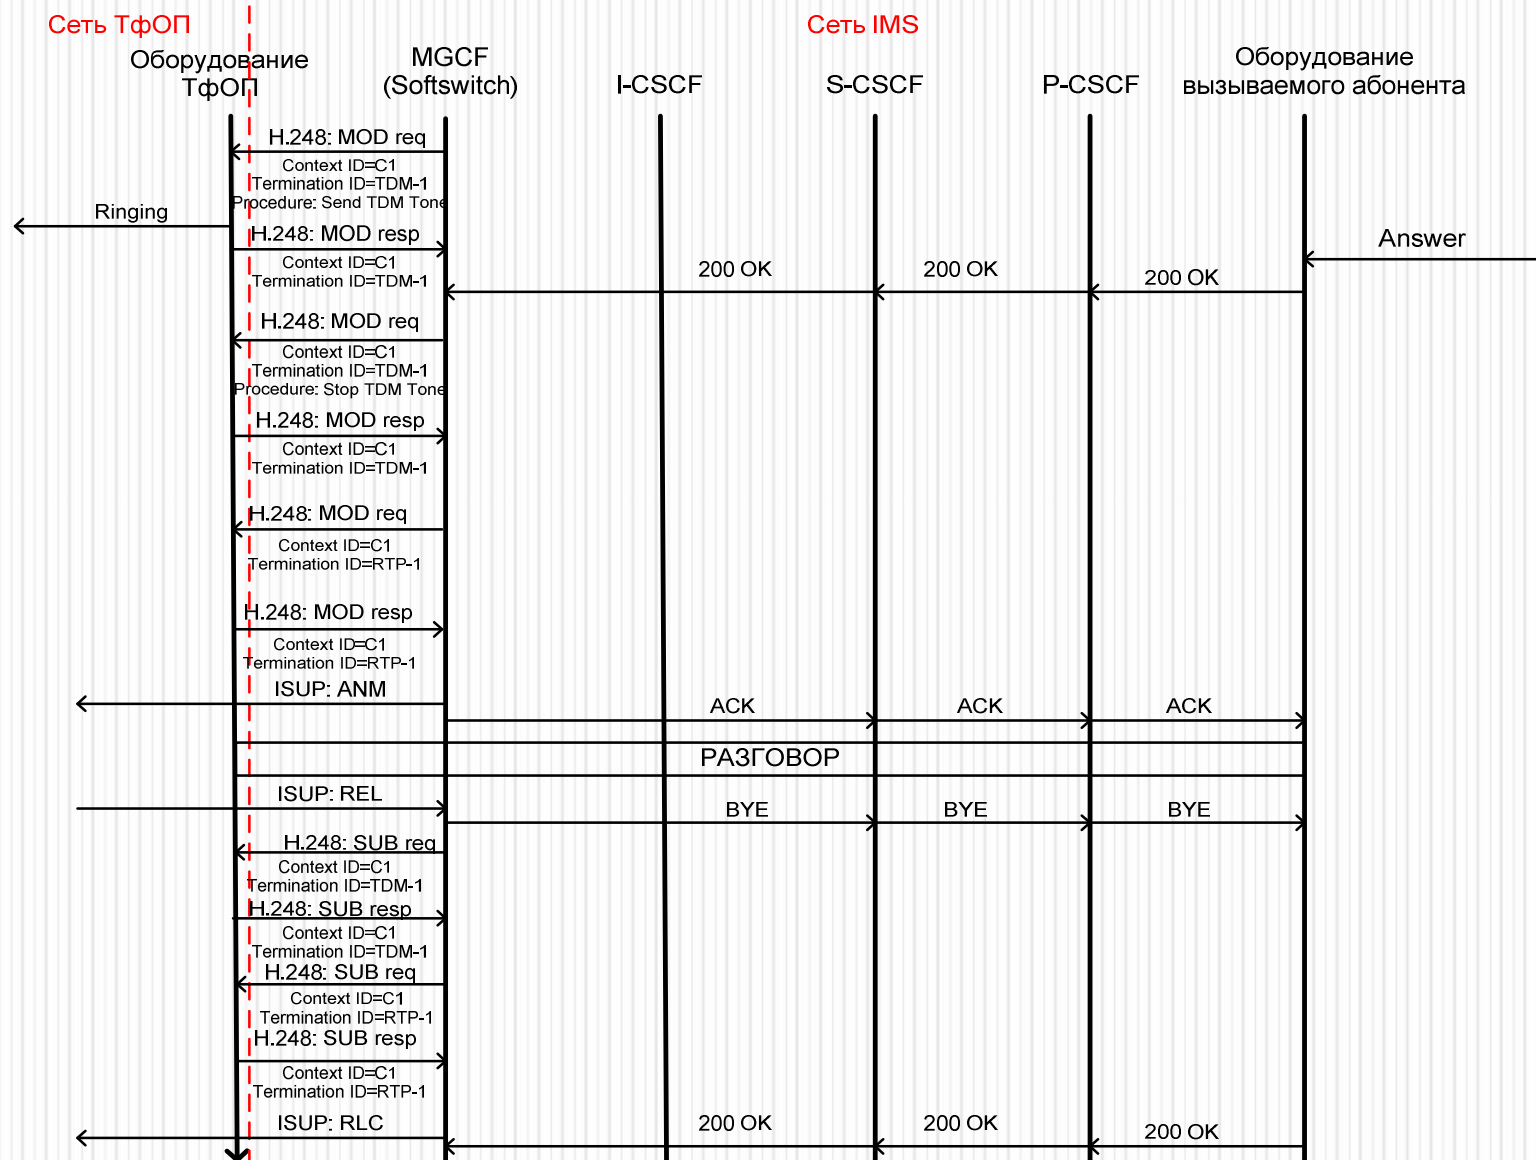 Сеть ТфОП
Сеть IMS
Оборудование
ТфОП
MGCF
(Softswitch)
I-CSCF
S-CSCF
P-CSCF
Оборудование
вызываемого абонента
H.248: MOD req
Context ID=C1
Termination ID=TDM-1
Procedure: Send TDM Tone
Ringing
H.248: MOD resp
Context ID=C1
Termination ID=TDM-1
Answer
200 OK
200 OK
200 OK
H.248: MOD req
Context ID=C1
Termination ID=TDM-1
Procedure: Stop TDM Tone
H.248: MOD resp
Context ID=C1
Termination ID=TDM-1
H.248: MOD req
Context ID=C1
Termination ID=RTP-1
H.248: MOD resp
Context ID=C1
Termination ID=RTP-1
ISUP: ANM
ACK
ACK
ACK
РАЗГОВОР
ISUP: REL
BYE
BYE
BYE
H.248: SUB req
Context ID=C1
Termination ID=TDM-1
H.248: SUB resp
Context ID=C1
Termination ID=TDM-1
H.248: SUB req
Context ID=C1
Termination ID=RTP-1
H.248: SUB resp
Context ID=C1
Termination ID=RTP-1
ISUP: RLC
200 OK
200 OK
200 OK